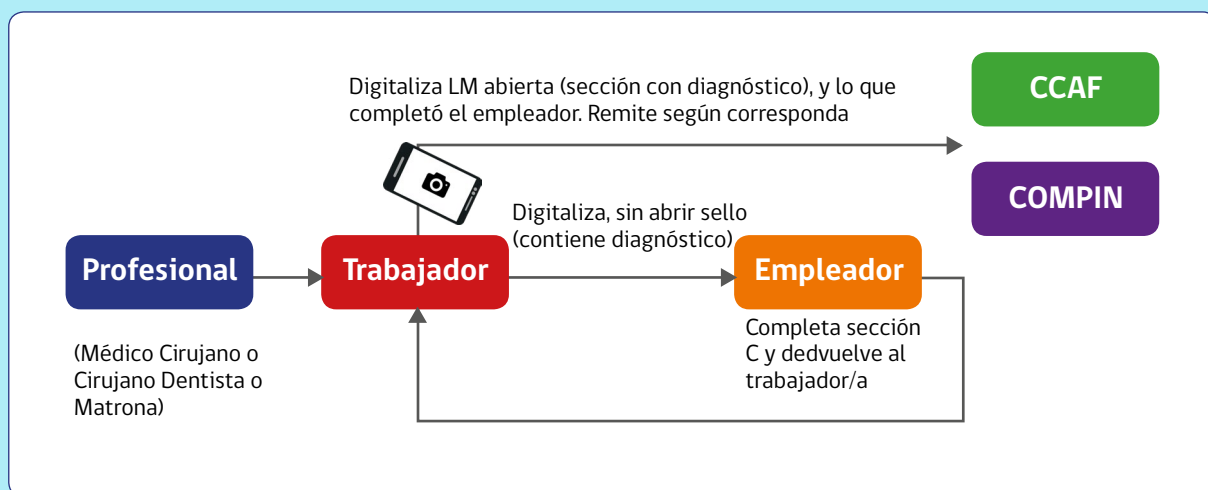 Digitaliza LM abierta (sección con diagnóstico), y lo que
completó el empleador. Remite según corresponda
CCAF
COMPIN
Digitaliza, sin abrir sello
(contiene diagnóstico)
Profesional
Trabajador
Empleador
(Médico Cirujano o
Cirujano Dentista o
Matrona)
Completa sección
C y dedvuelve al
trabajador/a